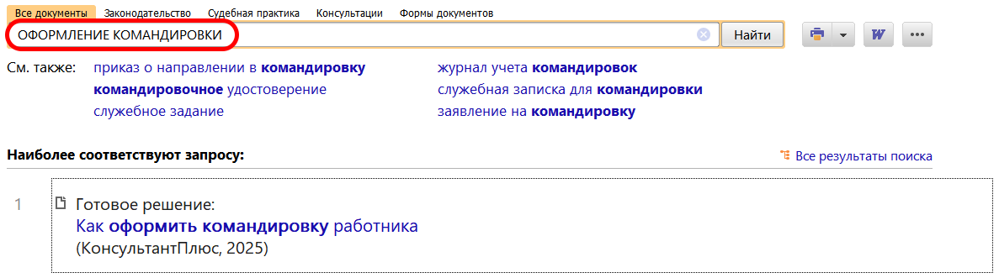 Все документы Законодательство Судебная практика Консультации Формы документов
ОФОРМЛЕНИЕ КОМАНДИРОВКИ Найти W
См. также: приказ о направлении в командировку журнал учета командировок
командировочное удостоверение служебная записка для командировки
служебное задание заявление на командировку
Наиболее соответствуют запросу: Все результаты поиска
1 Готовое решение:
Как оформить командировку работника
(КонсультантПлюс, 2025)